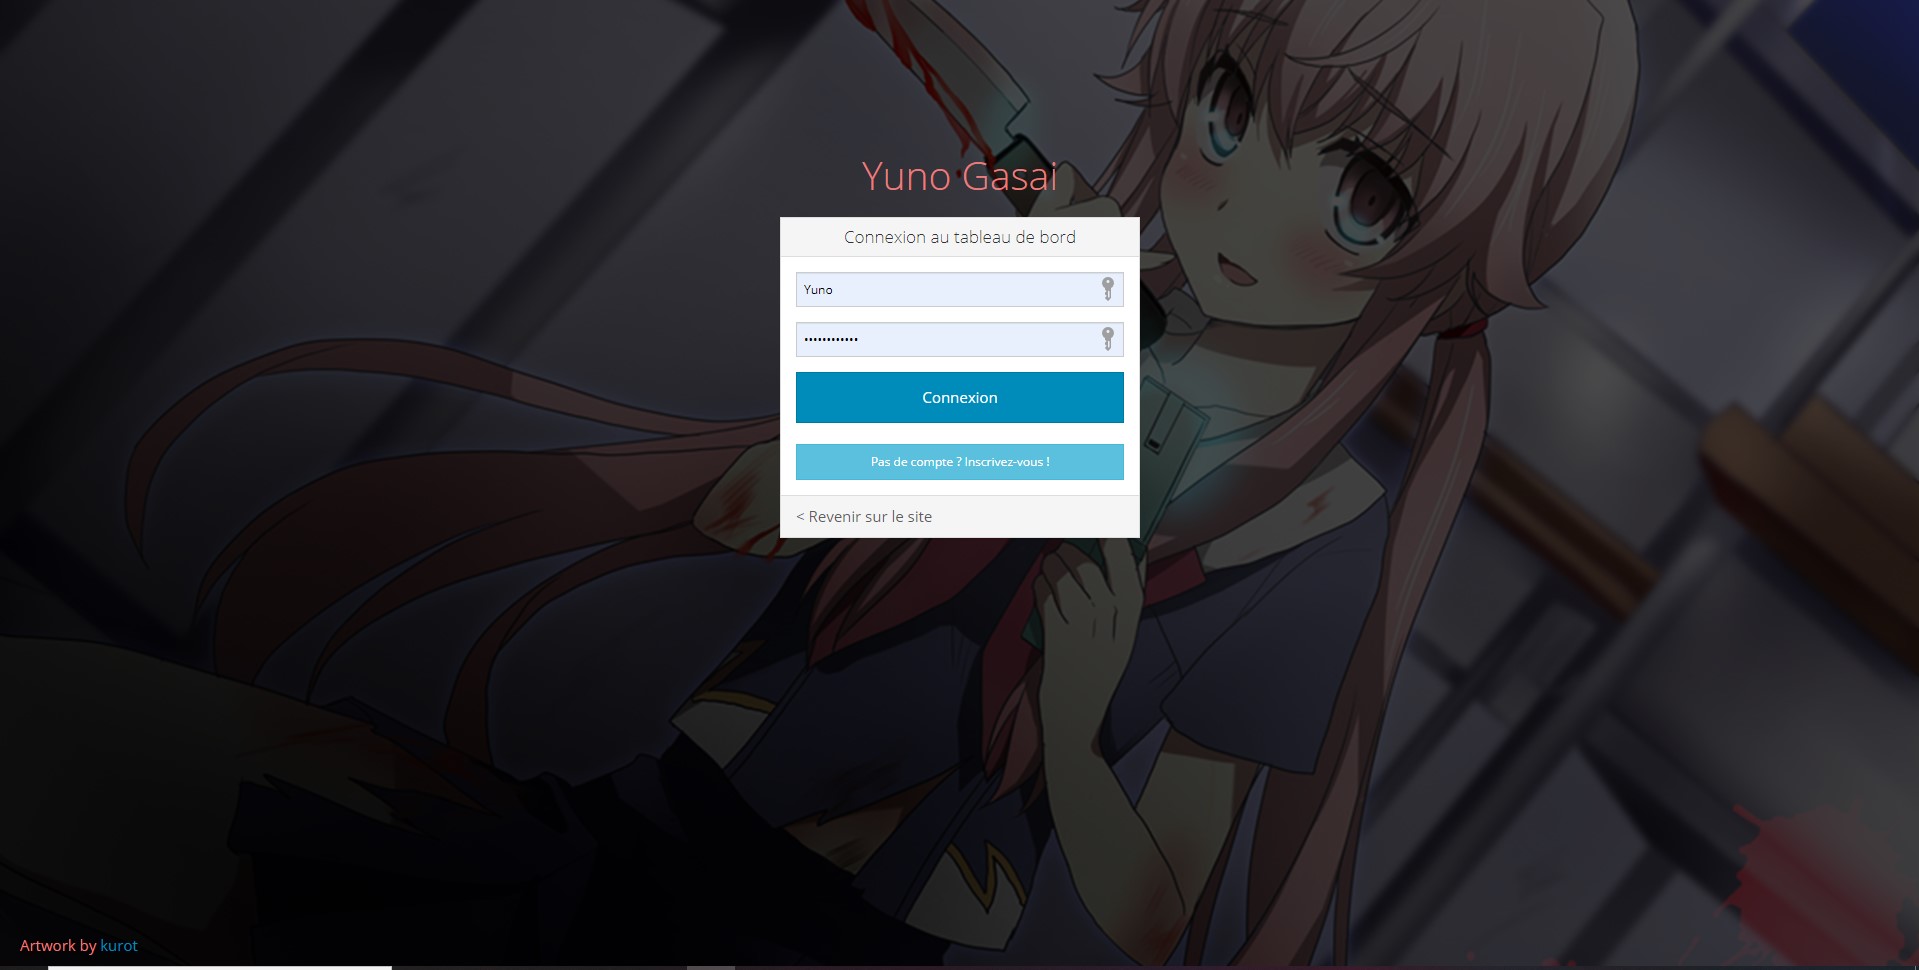 Yuno Gasai
Connexion au tableau de bord
Yuno
••••••••••••
Connexion
Pas de compte ? Inscrivez-vous !
< Revenir sur le site
Artwork by kurot